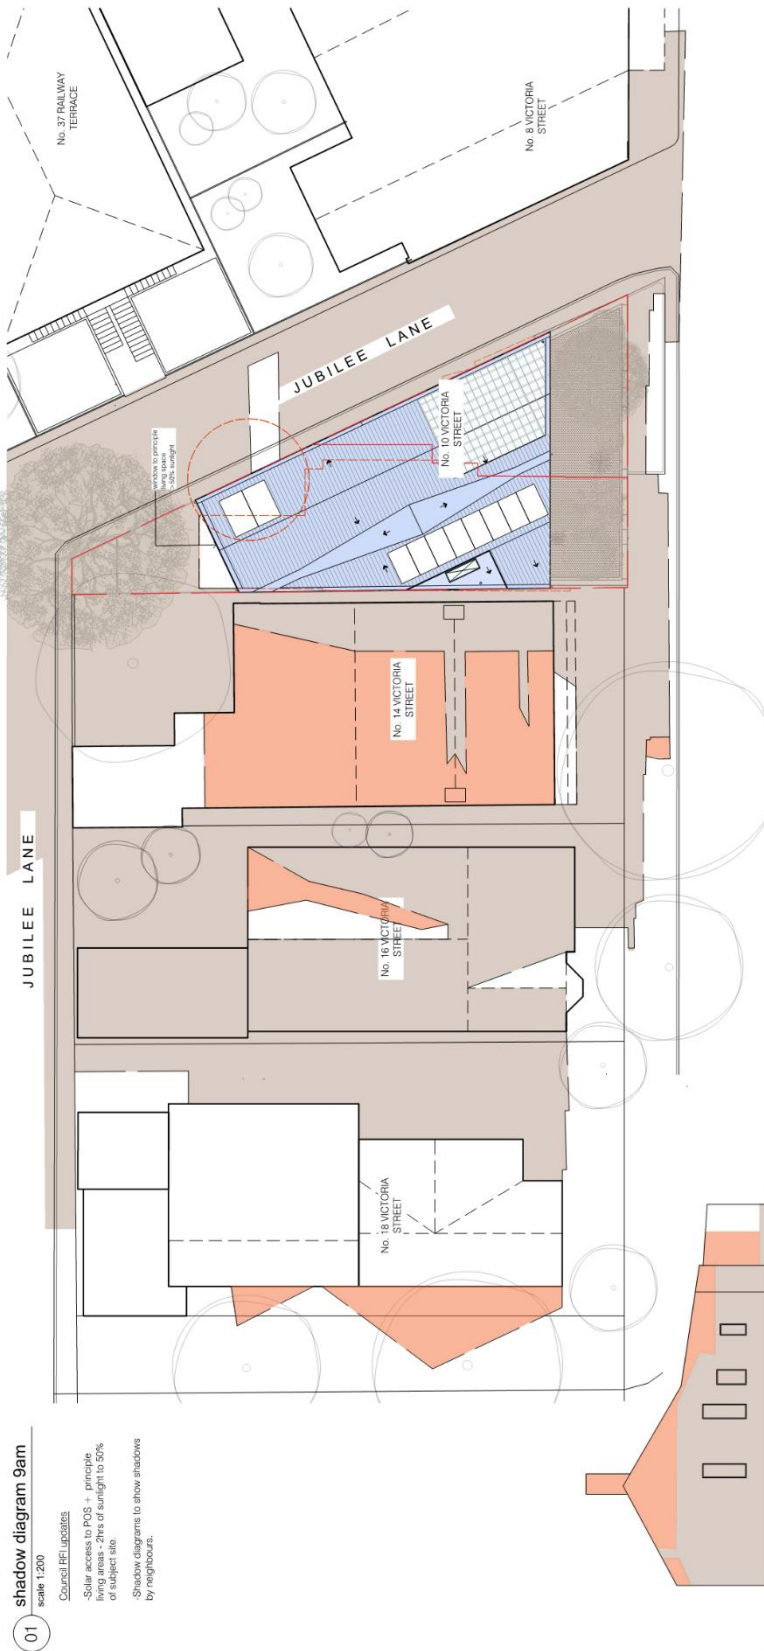 01
shadow diagram 9am
scale 1:200
Council RFI updates
-Solar access to POS + principle
living areas - 2hrs of sunlight to 50%
of subject site.
-Shadow diagrams to show shadows
by neighbours.
No. 37 RAILWAY
TERRACE
No. 8 VICTORIA
STREET
JUBILEE LANE
window to principle
living space
>50% sunlight
No. 10 VICTORIA
STREET
No. 14 VICTORIA
STREET
JUBILEE LANE
No. 16 VICTORIA
STREET
No. 18 VICTORIA
STREET